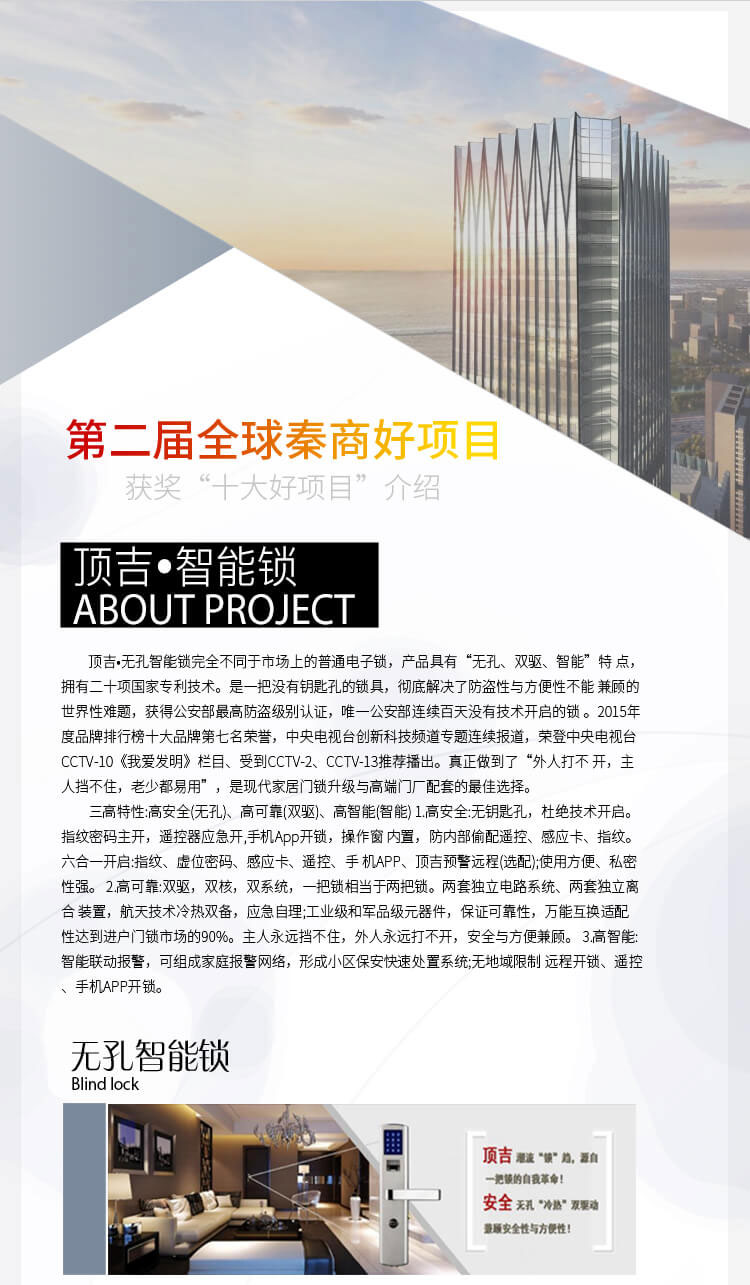 第二届全球秦商好项目
获奖“十大好项目”介绍
顶吉•智能锁
ABOUT PROJECT
顶吉•无孔智能锁完全不同于市场上的普通电子锁，产品具有“无孔、双驱、智能”特 点，
拥有二十项国家专利技术。是一把没有钥匙孔的锁具，彻底解决了防盗性与方便性不能 兼顾的
世界性难题，获得公安部最高防盗级别认证，唯一公安部连续百天没有技术开启的锁 。2015年
度品牌排行榜十大品牌第七名荣誉，中央电视台创新科技频道专题连续报道，荣登中央电视台
CCTV-10《我爱发明》栏目、受到CCTV-2、CCTV-13推荐播出。真正做到了“外人打不 开，主
人挡不住，老少都易用”，是现代家居门锁升级与高端门厂配套的最佳选择。
三高特性:高安全(无孔)、高可靠(双驱)、高智能(智能) 1.高安全:无钥匙孔，杜绝技术开启。
指纹密码主开，遥控器应急开,手机App开锁，操作窗 内置，防内部偷配遥控、感应卡、指纹。
六合一开启:指纹、虚位密码、感应卡、遥控、手 机APP、顶吉预警远程(选配);使用方便、私密
性强。 2.高可靠:双驱，双核，双系统，一把锁相当于两把锁。两套独立电路系统、两套独立离
合 装置，航天技术冷热双备，应急自理;工业级和军品级元器件，保证可靠性，万能互换适配
性达到进户门锁市场的90%。主人永远挡不住，外人永远打不开，安全与方便兼顾。 3.高智能:
智能联动报警，可组成家庭报警网络，形成小区保安快速处置系统;无地域限制 远程开锁、遥控
、手机APP开锁。
无孔智能锁
Blind lock
顶吉 潮流“锁”趋，源自
一把锁的自我革命！
安全 无孔“冷热”双驱动
兼顾安全性与方便性！